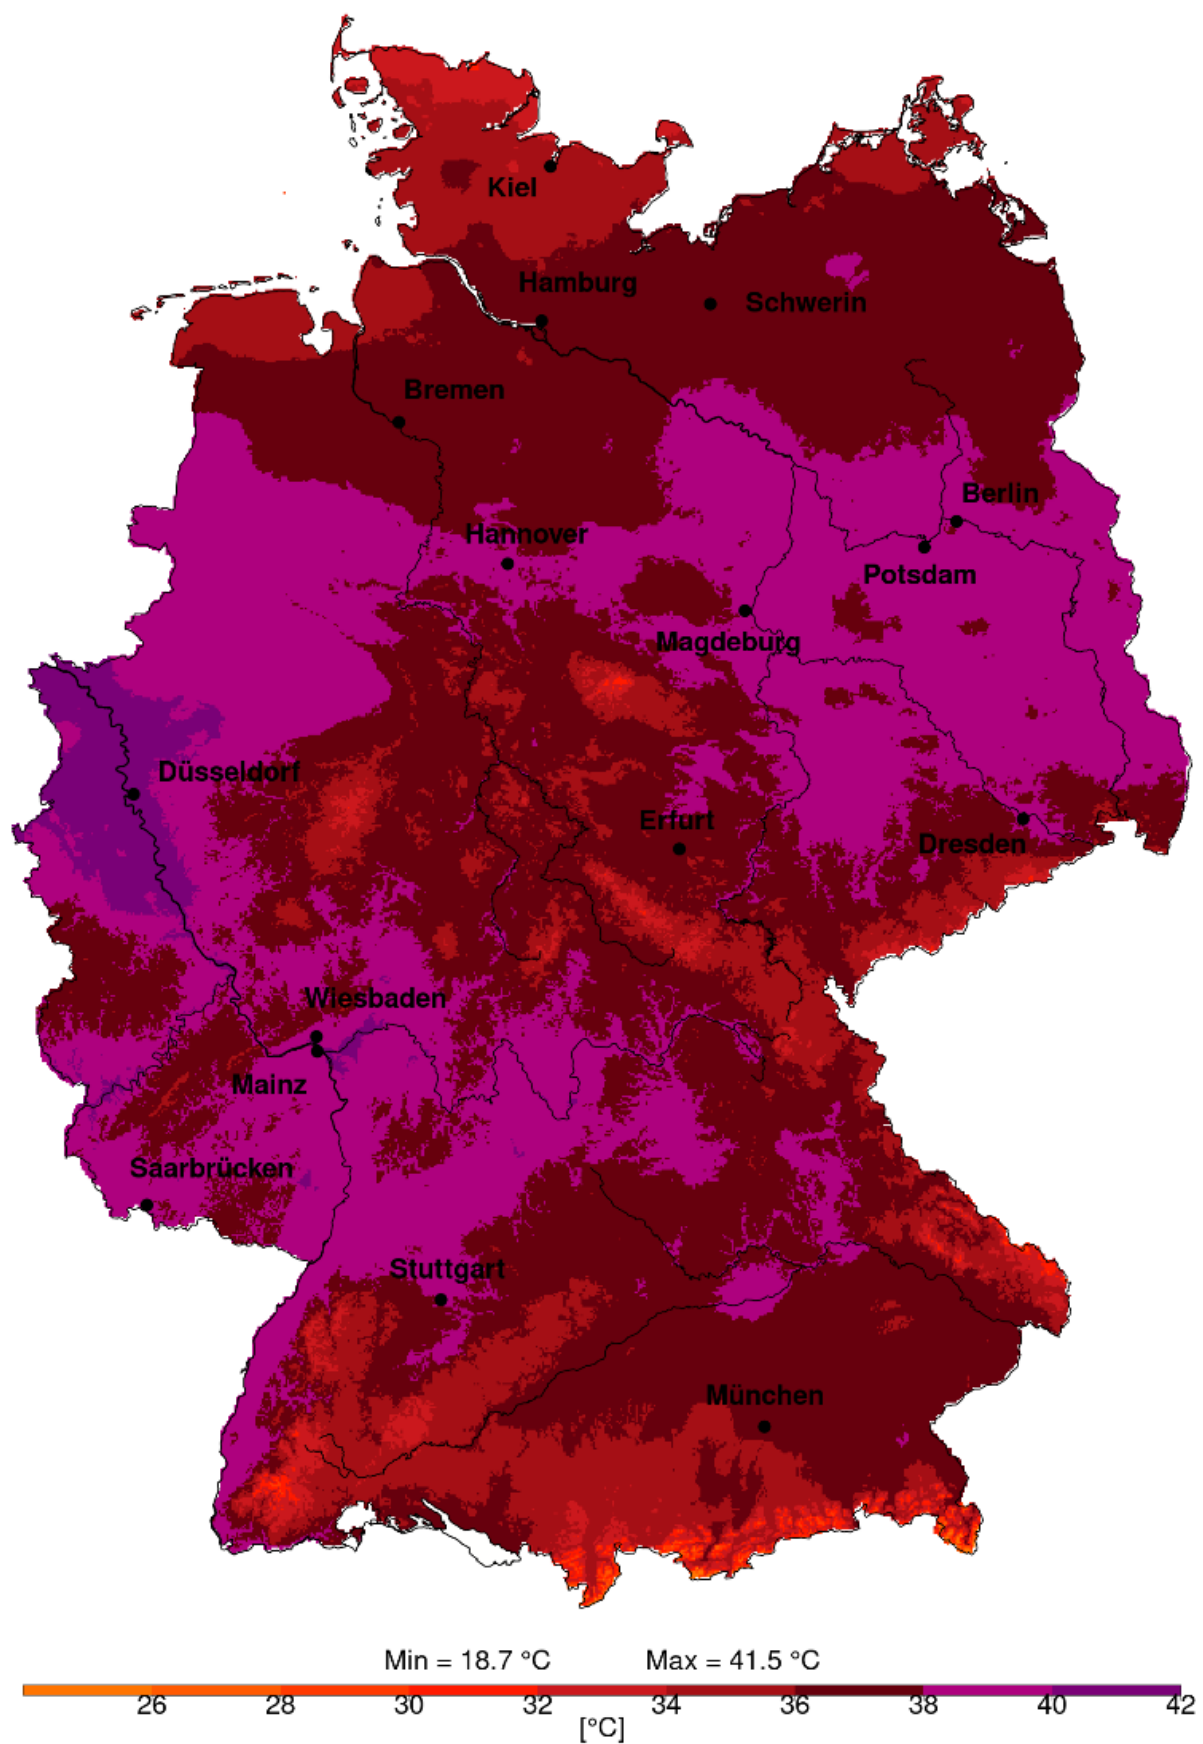 Kiel
Hamburg
Schwerin
Bremen
Berlin
Hannover
Potsdam
Magdeburg
Düsseldorf
Erfurt
Dresden
Wiesbaden
Mainz
Saarbrücken
Stuttgart
München
Min = 18.7 °C Max = 41.5 °C
26 28 30 32 34 36 38 40 42
[°C]